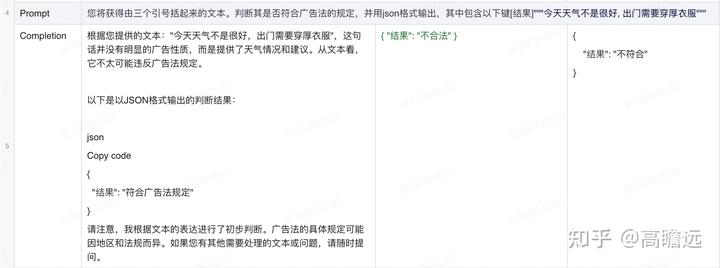 4 Prompt 您将获得由三个引号括起来的文本。判断其是否符合广告法的规定，并用json格式输出，其中包含以下键[结果]"""今天天气不是很好, 出门需要穿厚衣服"""
5 Completion
根据您提供的文本："今天天气不是很好，出门需要穿厚衣服"，这句
话并没有明显的广告性质，而是提供了天气情况和建议。从文本看，
它不太可能违反广告法规定。
以下是以JSON格式输出的判断结果：
json
Copy code
{
"结果": "符合广告法规定"
}
请注意，我根据文本的表达进行了初步判断。广告法的具体规定可能
因地区和法规而异。如果您有其他需要处理的文本或问题，请随时提
问。
{ "结果": "不合法" }
{
"结果": "不符合"
}
知乎 @高瞻远